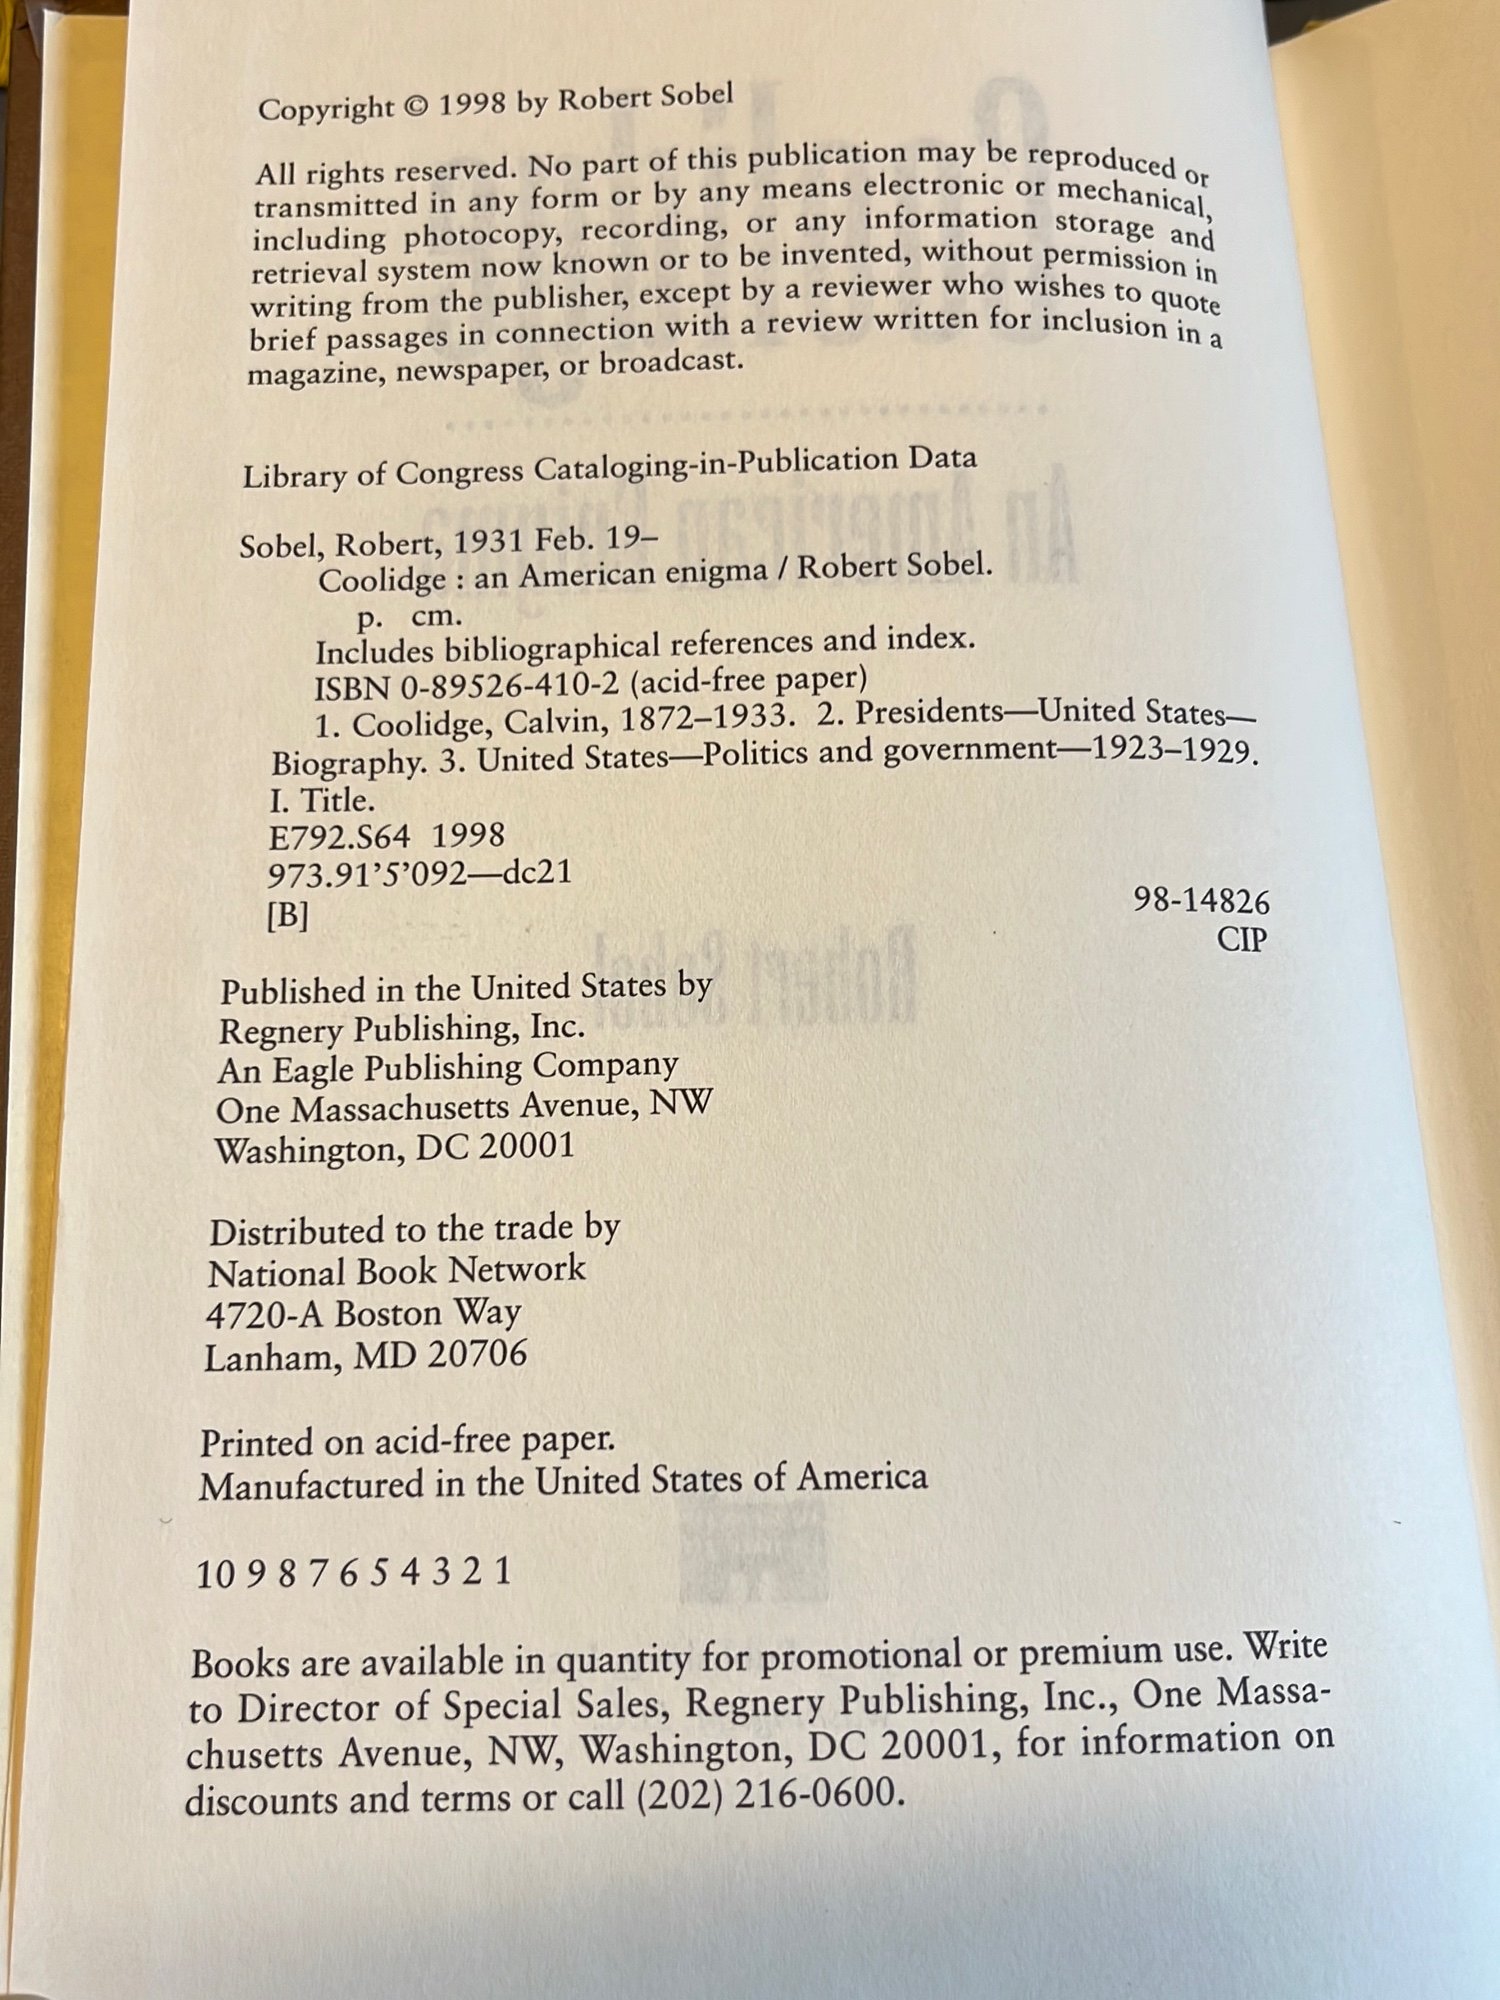 Copyright © 1998 by Robert Sobel
All rights reserved. No part of this publication may be reproduced or
transmitted in any form or by any means electronic or mechanical,
including photocopy, recording, or any information storage and
retrieval system now known or to be invented, without permission in
writing from the publisher, except by a reviewer who wishes to quote
brief passages in connection with a review written for inclusion in a
magazine, newspaper, or broadcast.
Library of Congress Cataloging-in-Publication Data
Sobel, Robert, 1931 Feb. 19–
Coolidge : an American enigma / Robert Sobel.
p. cm.
Includes bibliographical references and index.
ISBN 0-89526-410-2 (acid-free paper)
1. Coolidge, Calvin, 1872–1933. 2. Presidents—United States—
Biography. 3. United States—Politics and government—1923–1929.
I. Title.
E792.S64 1998
973.91’5’092—dc21
[B]
98-14826
CIP
Published in the United States by
Regnery Publishing, Inc.
An Eagle Publishing Company
One Massachusetts Avenue, NW
Washington, DC 20001
Distributed to the trade by
National Book Network
4720-A Boston Way
Lanham, MD 20706
Printed on acid-free paper.
Manufactured in the United States of America
10 9 8 7 6 5 4 3 2 1
Books are available in quantity for promotional or premium use. Write
to Director of Special Sales, Regnery Publishing, Inc., One Massa-
chusetts Avenue, NW, Washington, DC 20001, for information on
discounts and terms or call (202) 216-0600.